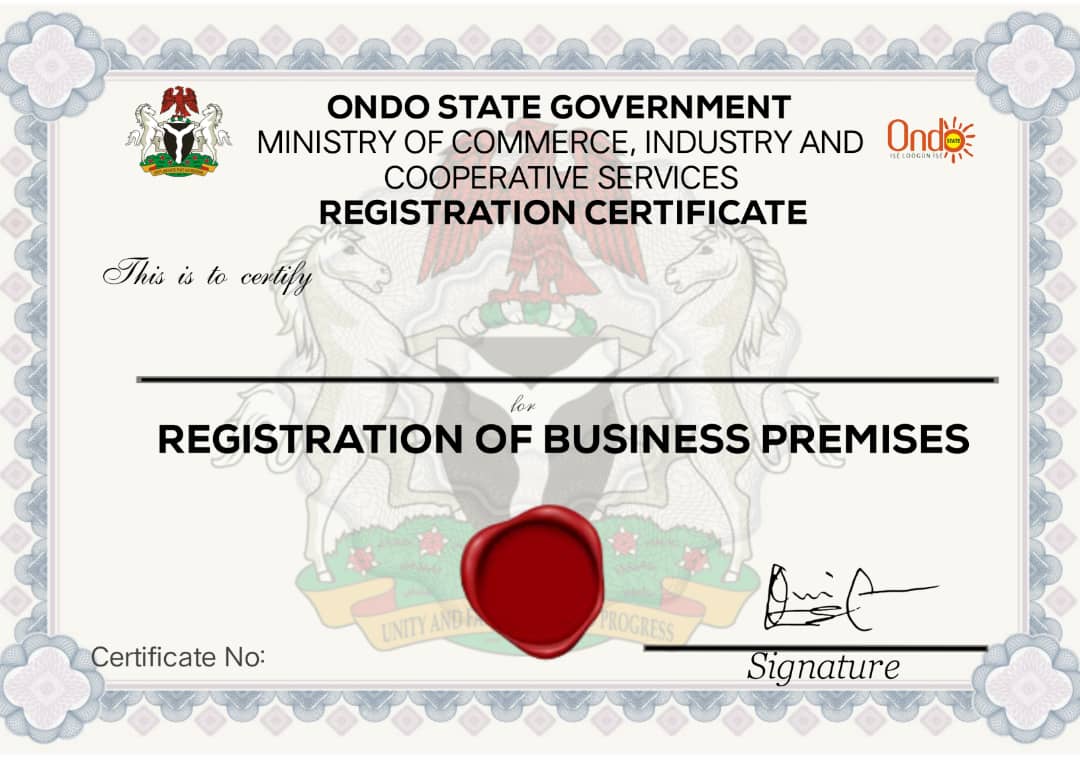 ONDO STATE GOVERNMENT
MINISTRY OF COMMERCE, INDUSTRY AND
COOPERATIVE SERVICES
REGISTRATION CERTIFICATE
Ondo
STATE
ISE LOOGUN ISE
This is to certify
for
REGISTRATION OF BUSINESS PREMISES
UNITY AND
PROGRESS
Certificate No:
Signature